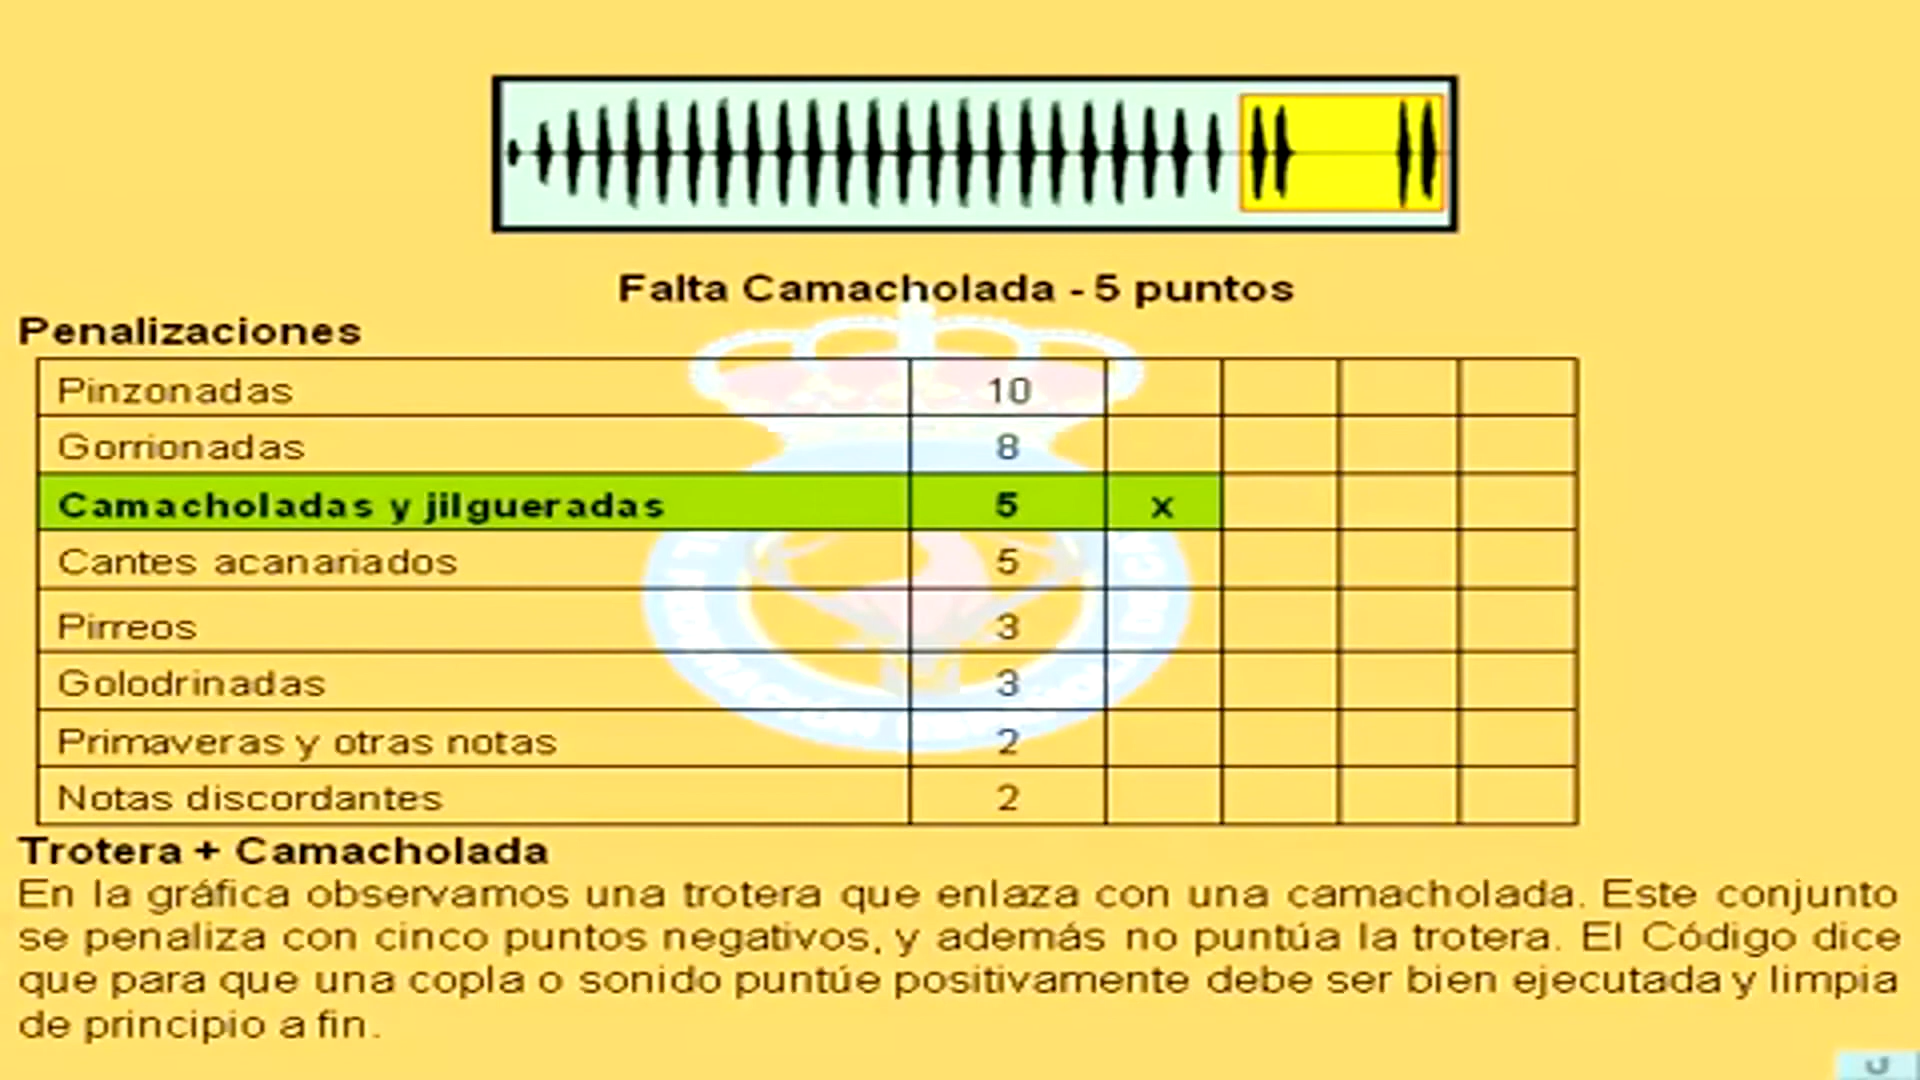 Falta Camacholada - 5 puntos
Penalizaciones
Pinzonadas 10
Gorrionadas 8
Camacholadas y jilgueradas 5 x
Cantes acanariados 5
Pirreos 3
Golodrinadas 3
Primaveras y otras notas 2
Notas discordantes 2
Trotera + Camacholada
En la gráfica observamos una trotera que enlaza con una camacholada. Este conjunto
se penaliza con cinco puntos negativos, y además no puntúa la trotera. El Código dice
que para que una copla o sonido puntúe positivamente debe ser bien ejecutada y limpia
de principio a fin.